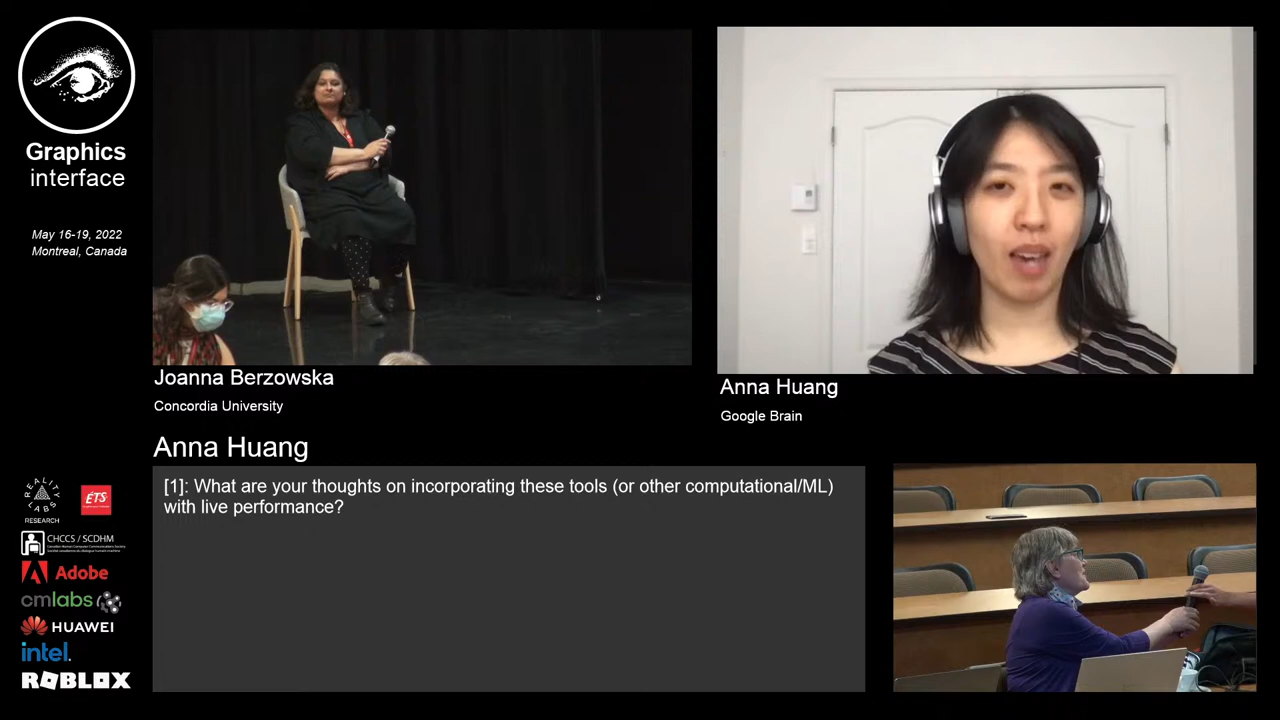 Graphics
interface
May 16-19, 2022
Montreal, Canada
Joanna Berzowska
Concordia University
Anna Huang
Google Brain
Anna Huang
[1]: What are your thoughts on incorporating these tools (or other computational/ML)
with live performance?
REALITY LABS
RESEARCH
ÉTS
CHCCS / SCDHM
Adobe
cmlabs
HUAWEI
intel.
ROBLOX